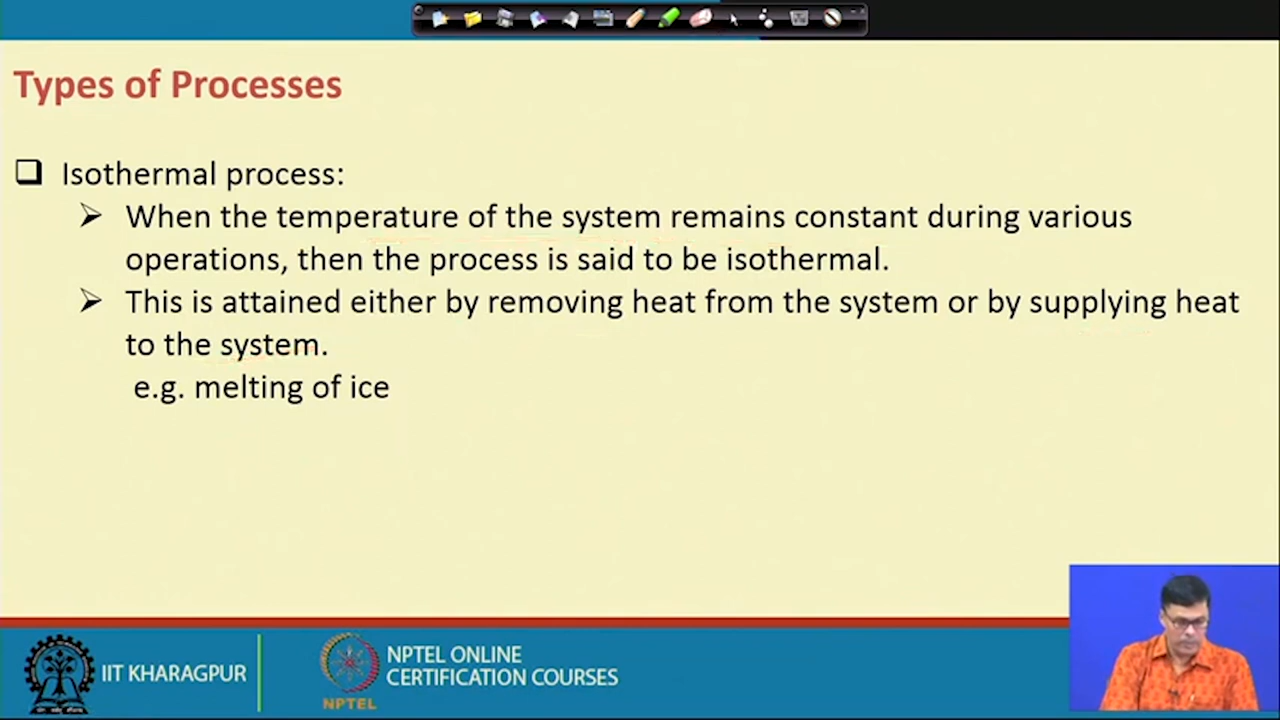 Types of Processes
Isothermal process:
When the temperature of the system remains constant during various
operations, then the process is said to be isothermal.
This is attained either by removing heat from the system or by supplying heat
to the system.
e.g. melting of ice
IIT KHARAGPUR
NPTEL
NPTEL ONLINE
CERTIFICATION COURSES